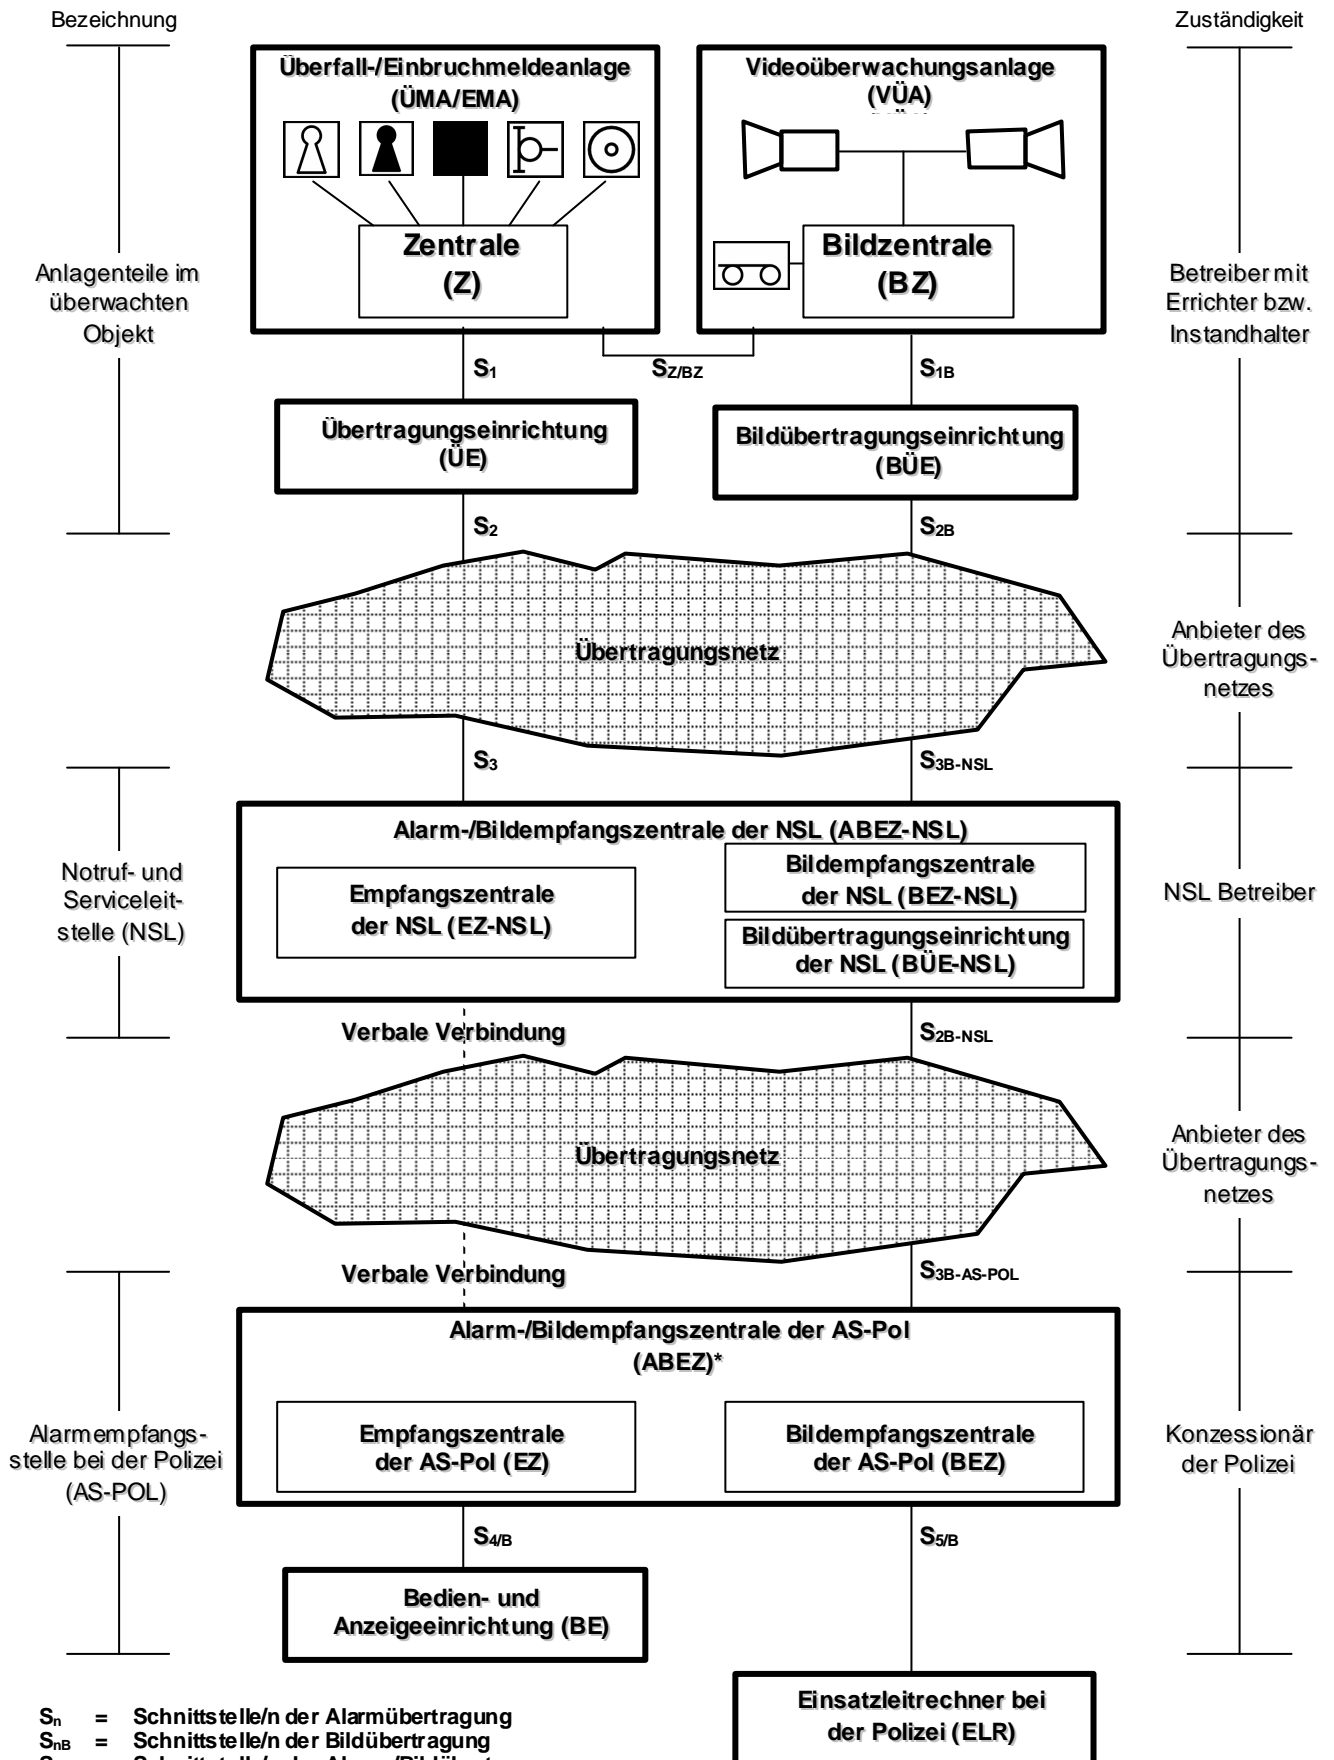 Bezeichnung
Zuständigkeit
Überfall-/Einbruchmeldeanlage
(ÜMA/EMA)
Videoüberwachungsanlage
(VÜA)
Zentrale
(Z)
Bildzentrale
(BZ)
Anlagenteile im
überwachten
Objekt
Betreiber mit
Errichter bzw.
Instandhalter
S1
SZ/BZ
S1B
Übertragungseinrichtung
(ÜE)
Bildübertragungseinrichtung
(BÜE)
S2
S2B
Übertragungsnetz
Anbieter des
Übertragungs-
netzes
S3
S3B-NSL
Alarm-/Bildempfangszentrale der NSL (ABEZ-NSL)
Empfangszentrale
der NSL (EZ-NSL)
Bildempfangszentrale
der NSL (BEZ-NSL)
Bildübertragungseinrichtung
der NSL (BÜE-NSL)
Notruf- und
Serviceleit-
stelle (NSL)
NSL Betreiber
Verbale Verbindung
S2B-NSL
Übertragungsnetz
Anbieter des
Übertragungs-
netzes
Verbale Verbindung
S3B-AS-POL
Alarm-/Bildempfangszentrale der AS-Pol
(ABEZ)*
Empfangszentrale
der AS-Pol (EZ)
Bildempfangszentrale
der AS-Pol (BEZ)
Alarmempfangs-
stelle bei der Polizei
(AS-POL)
Konzessionär
der Polizei
S4/B
S5/B
Bedien- und
Anzeigeeinrichtung (BE)
Einsatzleitrechner bei
der Polizei (ELR)
Sn = Schnittstelle/n der Alarmübertragung
SnB = Schnittstelle/n der Bildübertragung